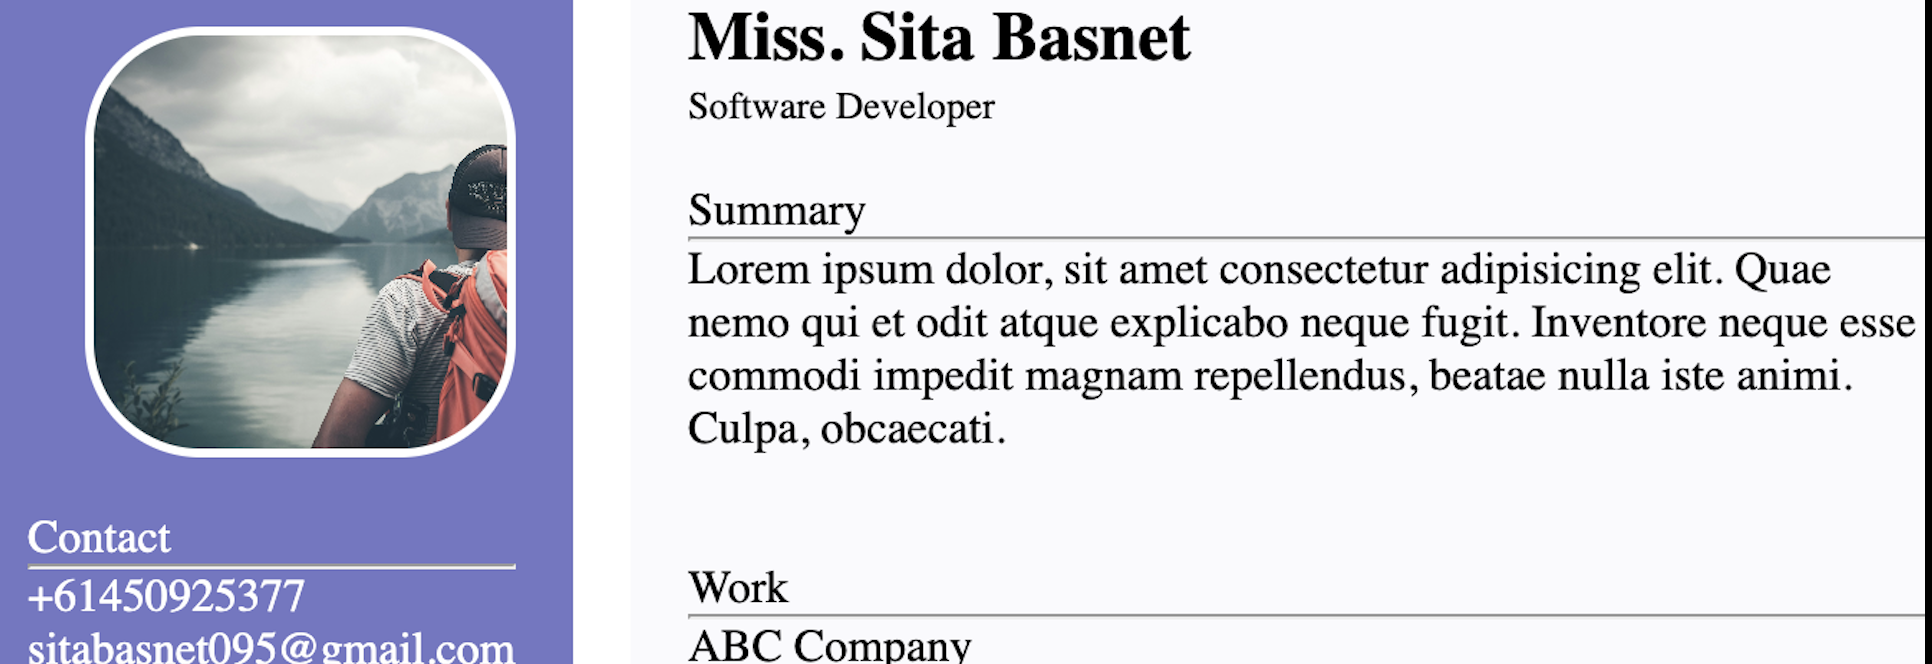 Miss. Sita Basnet
Software Developer
Summary
Lorem ipsum dolor, sit amet consectetur adipisicing elit. Quae
nemo qui et odit atque explicabo neque fugit. Inventore neque esse
commodi impedit magnam repellendus, beatae nulla iste animi.
Culpa, obcaecati.
Work
ABC Company
Contact
+61450925377
sitabasnet095@gmail.com